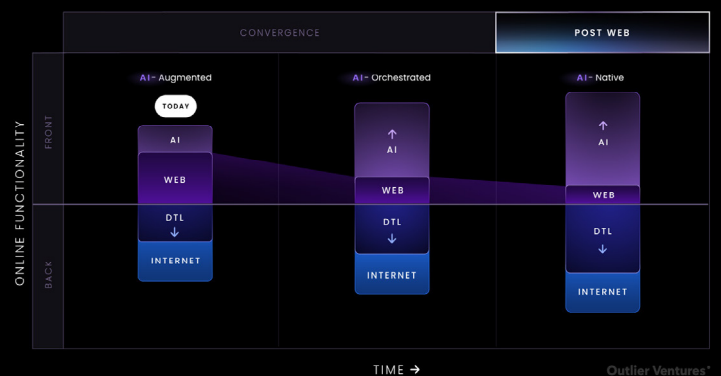 CONVERGENCE
POST WEB
AI- Augmented
AI- Orchestrated
AI- Native
TODAY
ONLINE FUNCTIONALITY
FRONT
BACK
AI
WEB
DTL
↓
INTERNET
↑
AI
WEB
DTL
↓
INTERNET
↑
AI
WEB
DTL
↓
INTERNET
TIME →
Outlier Ventures*